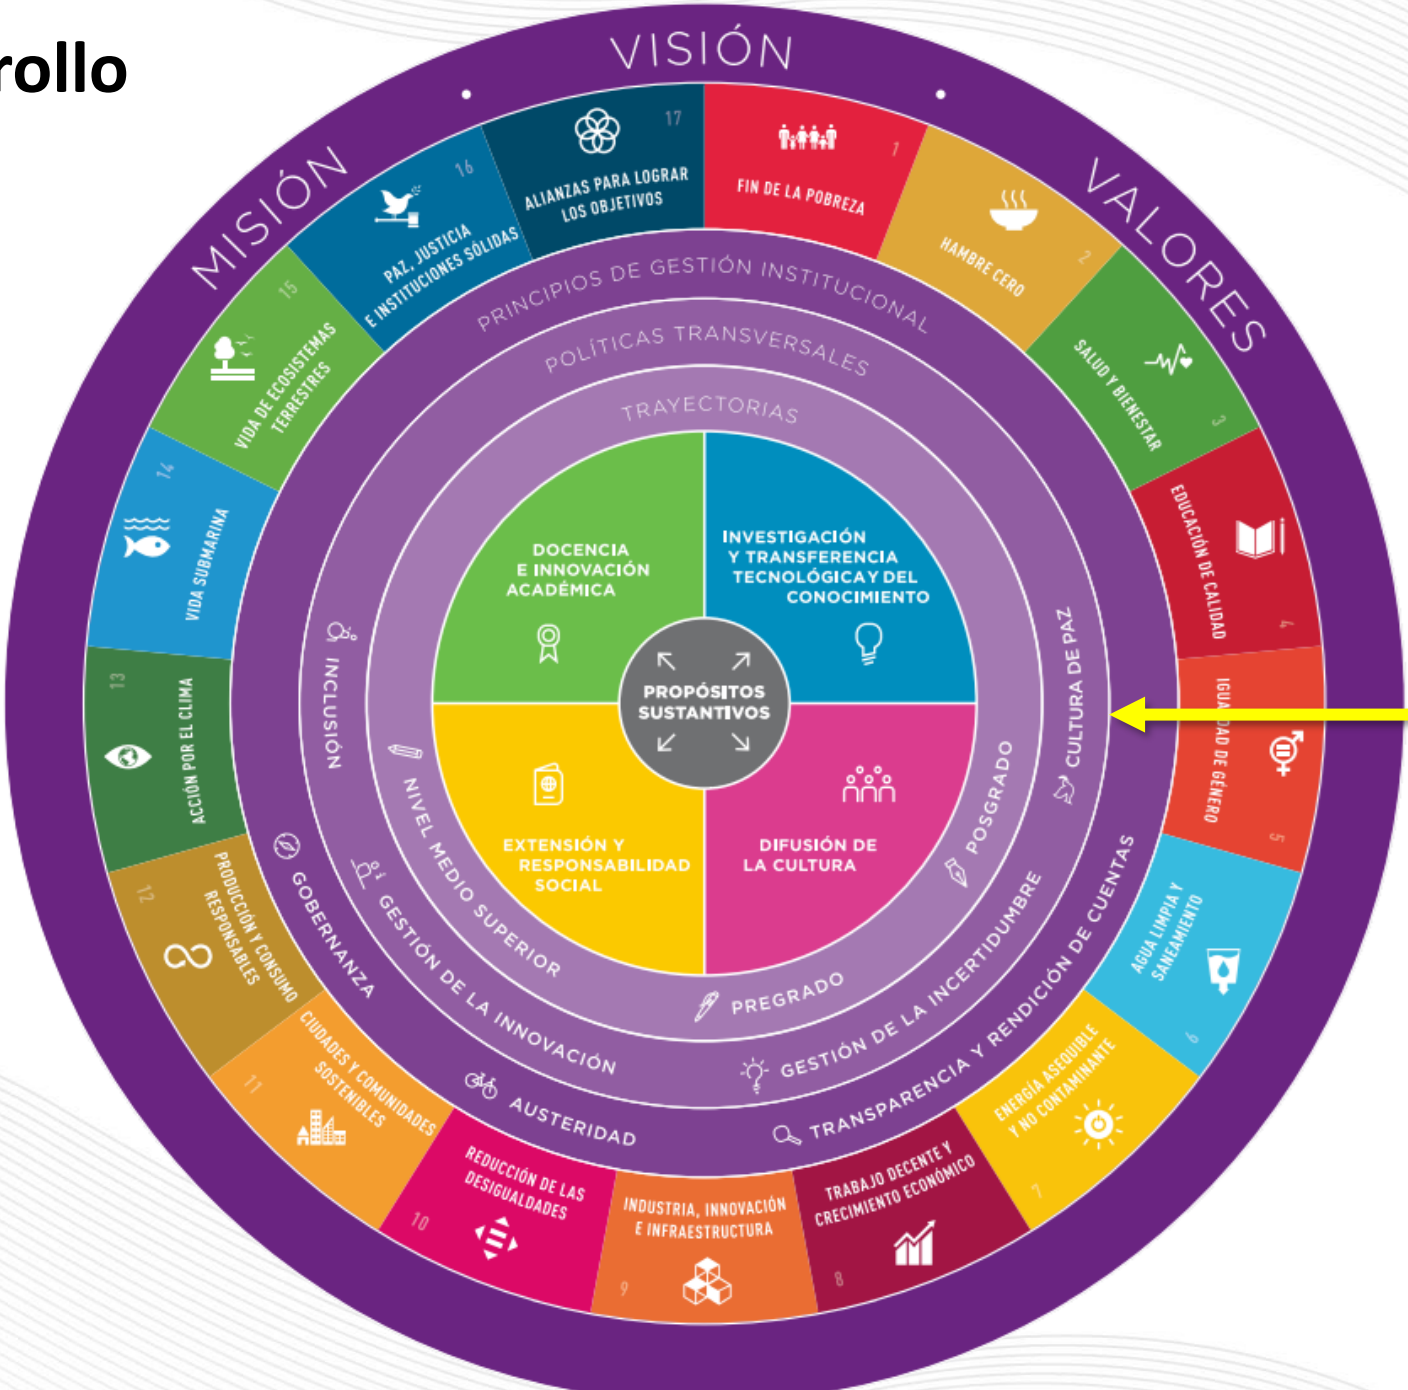 rollo
VISIÓN
MISIÓN
VALORES
17
ALIANZAS PARA LOGRAR
LOS OBJETIVOS
1
FIN DE LA POBREZA
2
HAMBRE CERO
3
SALUD Y BIENESTAR
4
EDUCACIÓN DE CALIDAD
5
IGUALDAD DE GÉNERO
6
AGUA LIMPIA Y
SANEAMIENTO
7
ENERGÍA ASEQUIBLE
Y NO CONTAMINANTE
8
TRABAJO DECENTE Y
CRECIMIENTO ECONÓMICO
9
INDUSTRIA, INNOVACIÓN
E INFRAESTRUCTURA
10
REDUCCIÓN DE LAS
DESIGUALDADES
11
CIUDADES Y COMUNIDADES
SOSTENIBLES
12
PRODUCCIÓN Y CONSUMO
RESPONSABLES
13
ACCIÓN POR EL CLIMA
14
VIDA SUBMARINA
15
VIDA DE ECOSISTEMAS
TERRESTRES
16
PAZ, JUSTICIA
E INSTITUCIONES SÓLIDAS
PRINCIPIOS DE GESTIÓN INSTITUCIONAL
GOBERNANZA
AUSTERIDAD
TRANSPARENCIA Y RENDICIÓN DE CUENTAS
POLÍTICAS TRANSVERSALES
INCLUSIÓN
GESTIÓN DE LA INNOVACIÓN
GESTIÓN DE LA INCERTIDUMBRE
CULTURA DE PAZ
TRAYECTORIAS
NIVEL MEDIO SUPERIOR
PREGRADO
POSGRADO
DOCENCIA
E INNOVACIÓN
ACADÉMICA
INVESTIGACIÓN
Y TRANSFERENCIA
TECNOLÓGICA Y DEL
CONOCIMIENTO
PROPÓSITOS
SUSTANTIVOS
EXTENSIÓN Y
RESPONSABILIDAD
SOCIAL
DIFUSIÓN DE
LA CULTURA